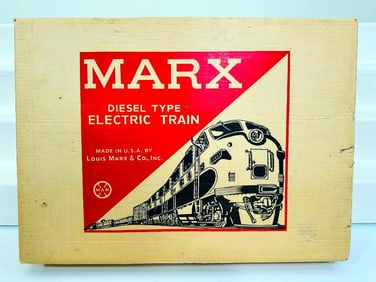 MARX
DIESEL TYPE
ELECTRIC TRAIN
MADE IN U.S.A. BY
LOUIS MARX & CO., INC.